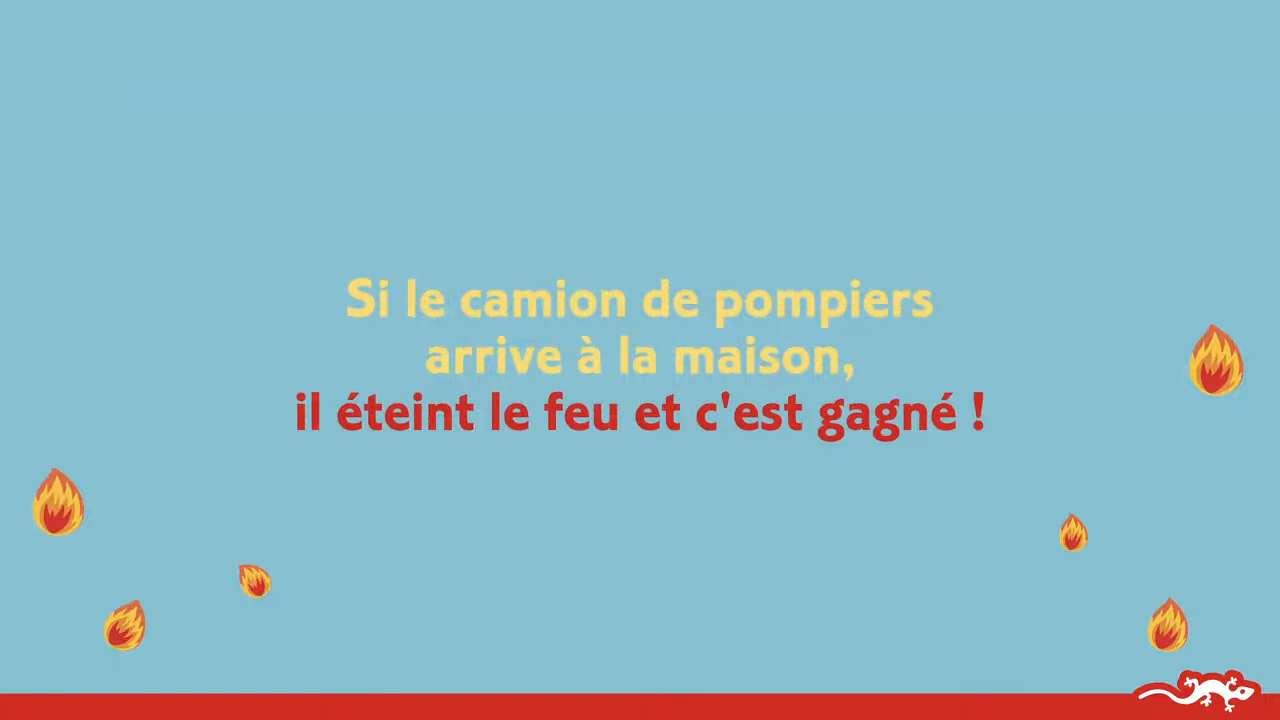 Si le camion de pompiers
arrive à la maison,
il éteint le feu et c'est gagné !